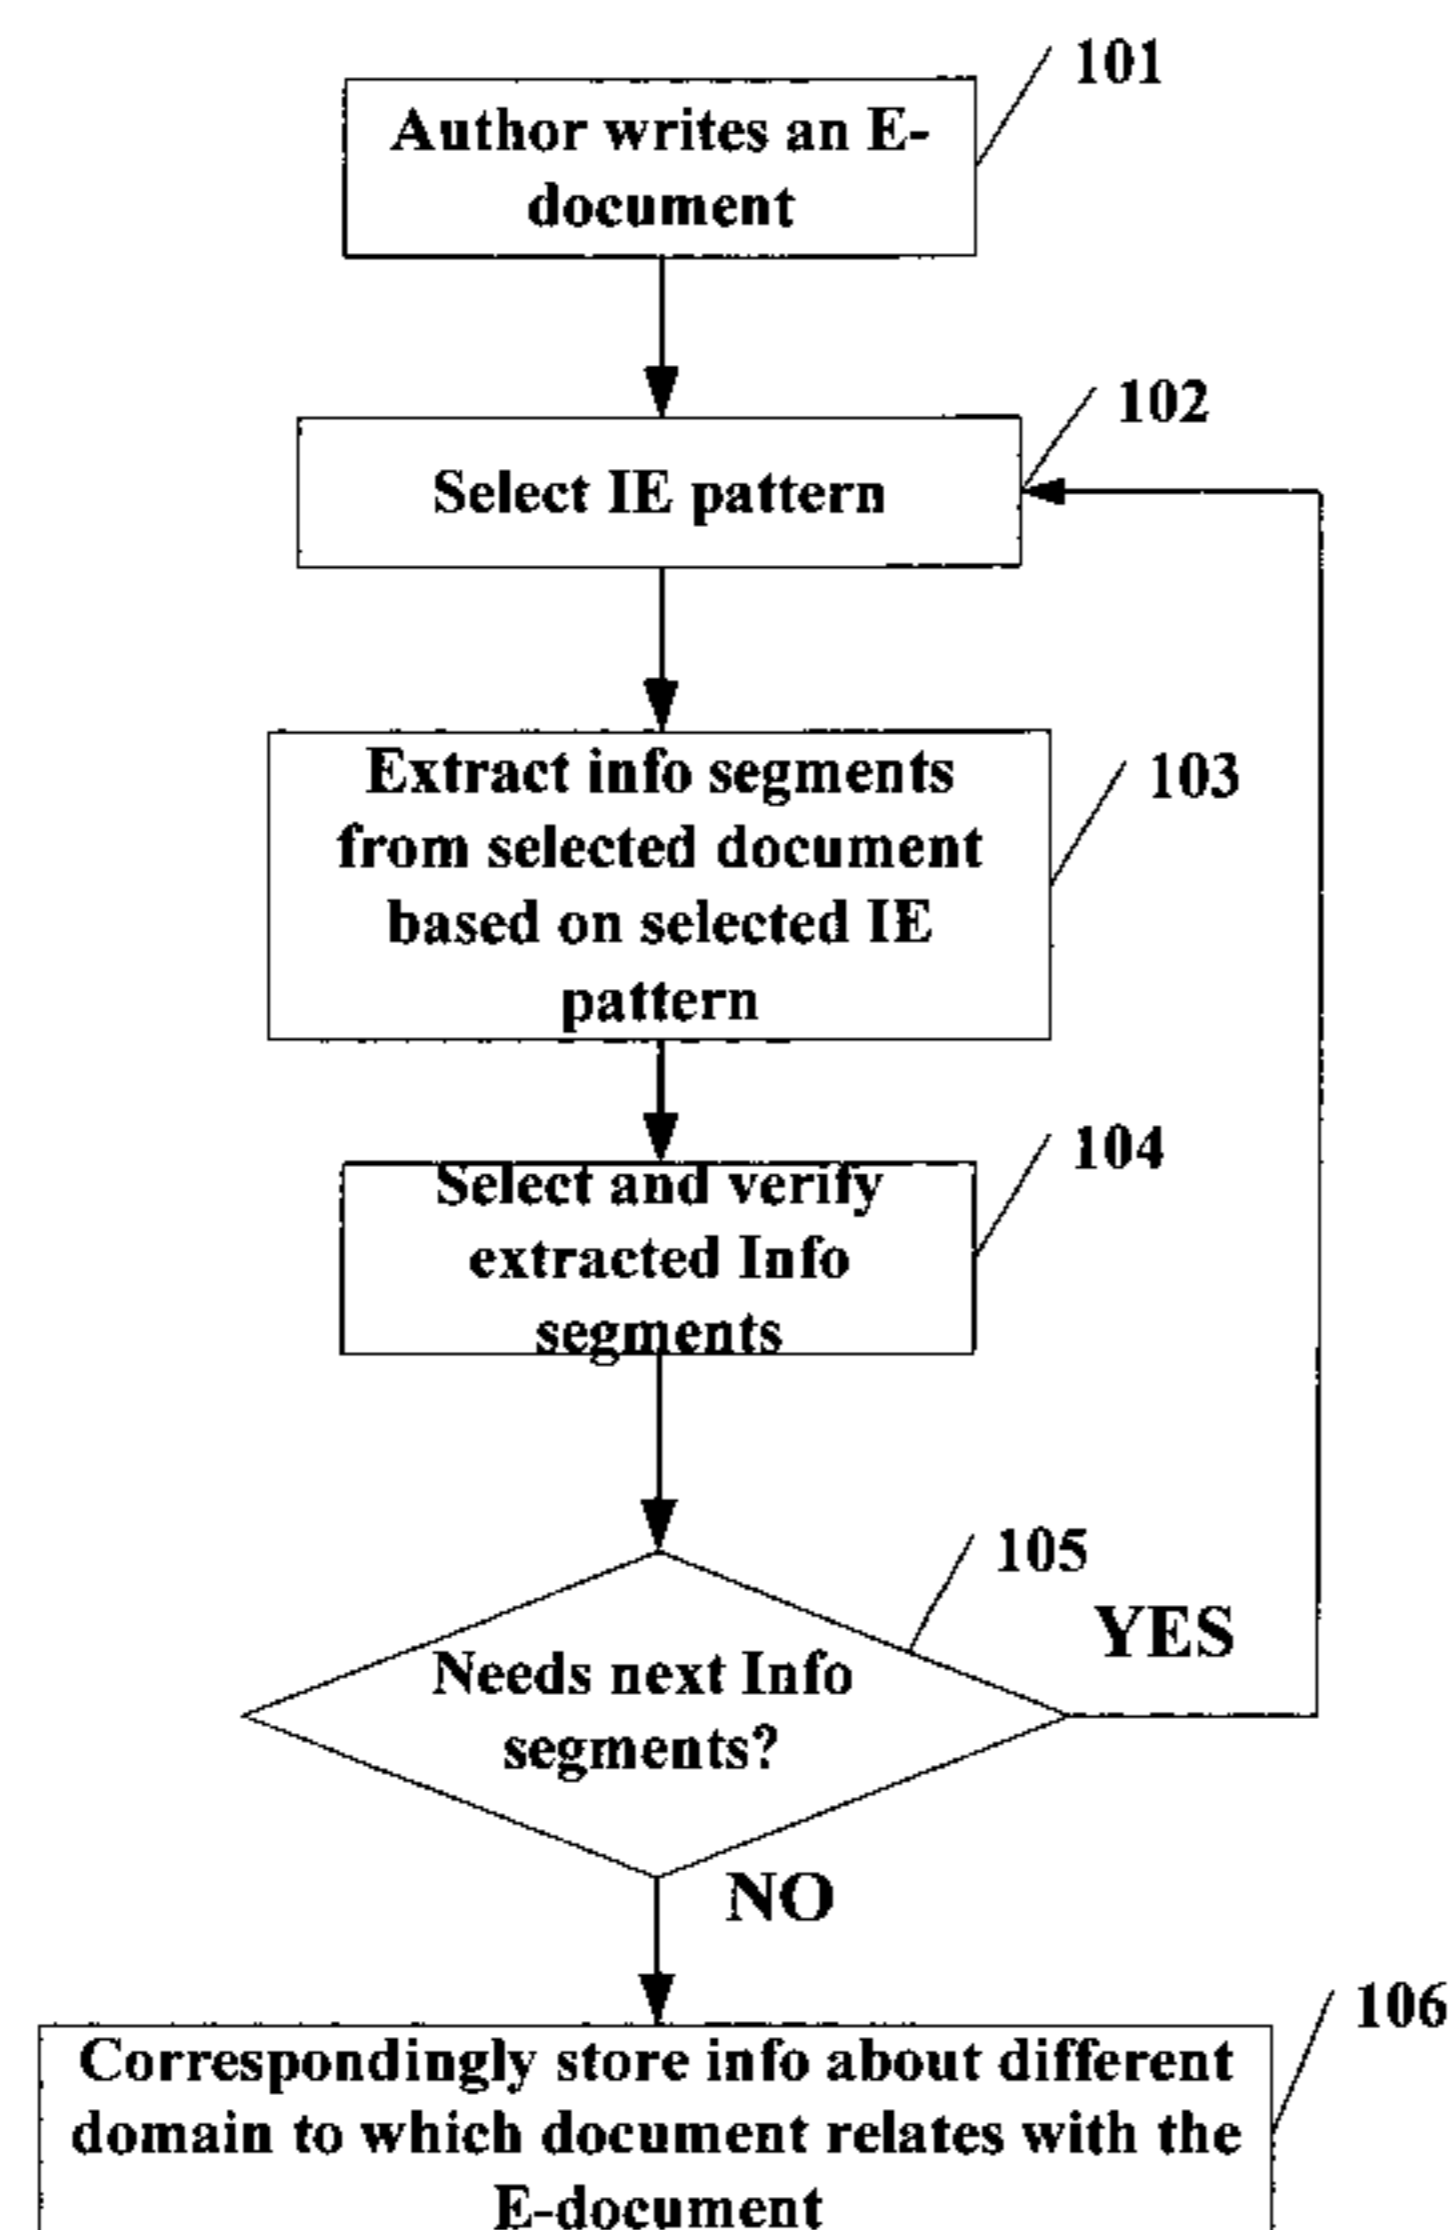 101
Author writes an E-
document
102
Select IE pattern
103
Extract info segments
from selected document
based on selected IE
pattern
104
Select and verify
extracted Info
segments
105
YES
Needs next Info
segments?
NO
106
Correspondingly store info about different
domain to which document relates with the
E-document